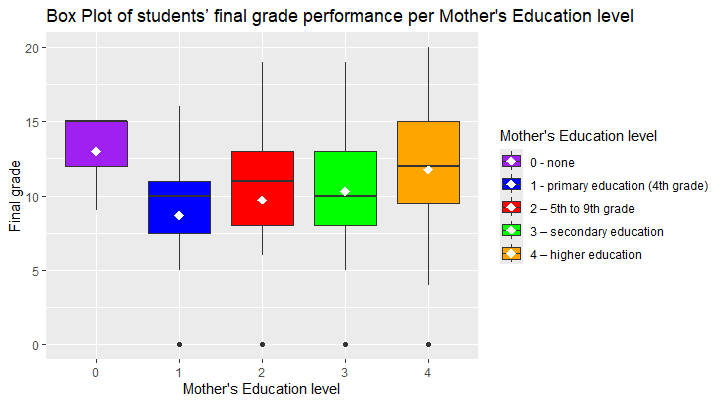 Box Plot of students’ final grade performance per Mother's Education level
20
15
10
5
0
Final grade
0 1 2 3 4
Mother's Education level
Mother's Education level
0 - none
1 - primary education (4th grade)
2 – 5th to 9th grade
3 – secondary education
4 – higher education